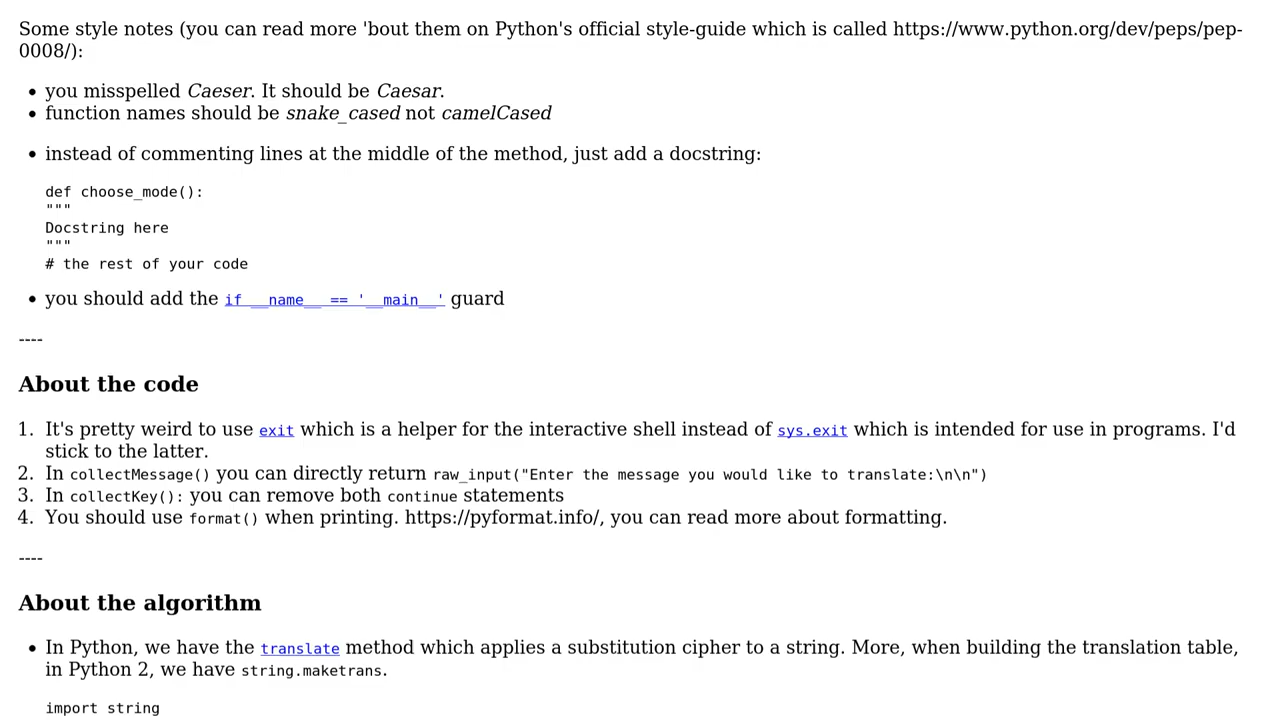 Some style notes (you can read more 'bout them on Python's official style-guide which is called https://www.python.org/dev/peps/pep-
0008/):
• you misspelled Caeser. It should be Caesar.
• function names should be snake_cased not camelCased
• instead of commenting lines at the middle of the method, just add a docstring:
def choose_mode():
"""
Docstring here
"""
# the rest of your code
• you should add the if __name__ == '__main__' guard
----
About the code
1. It's pretty weird to use exit which is a helper for the interactive shell instead of sys.exit which is intended for use in programs. I'd
stick to the latter.
2. In collectMessage() you can directly return raw_input("Enter the message you would like to translate:\n\n")
3. In collectKey(): you can remove both continue statements
4. You should use format() when printing. https://pyformat.info/, you can read more about formatting.
----
About the algorithm
• In Python, we have the translate method which applies a substitution cipher to a string. More, when building the translation table,
in Python 2, we have string.maketrans.
import string